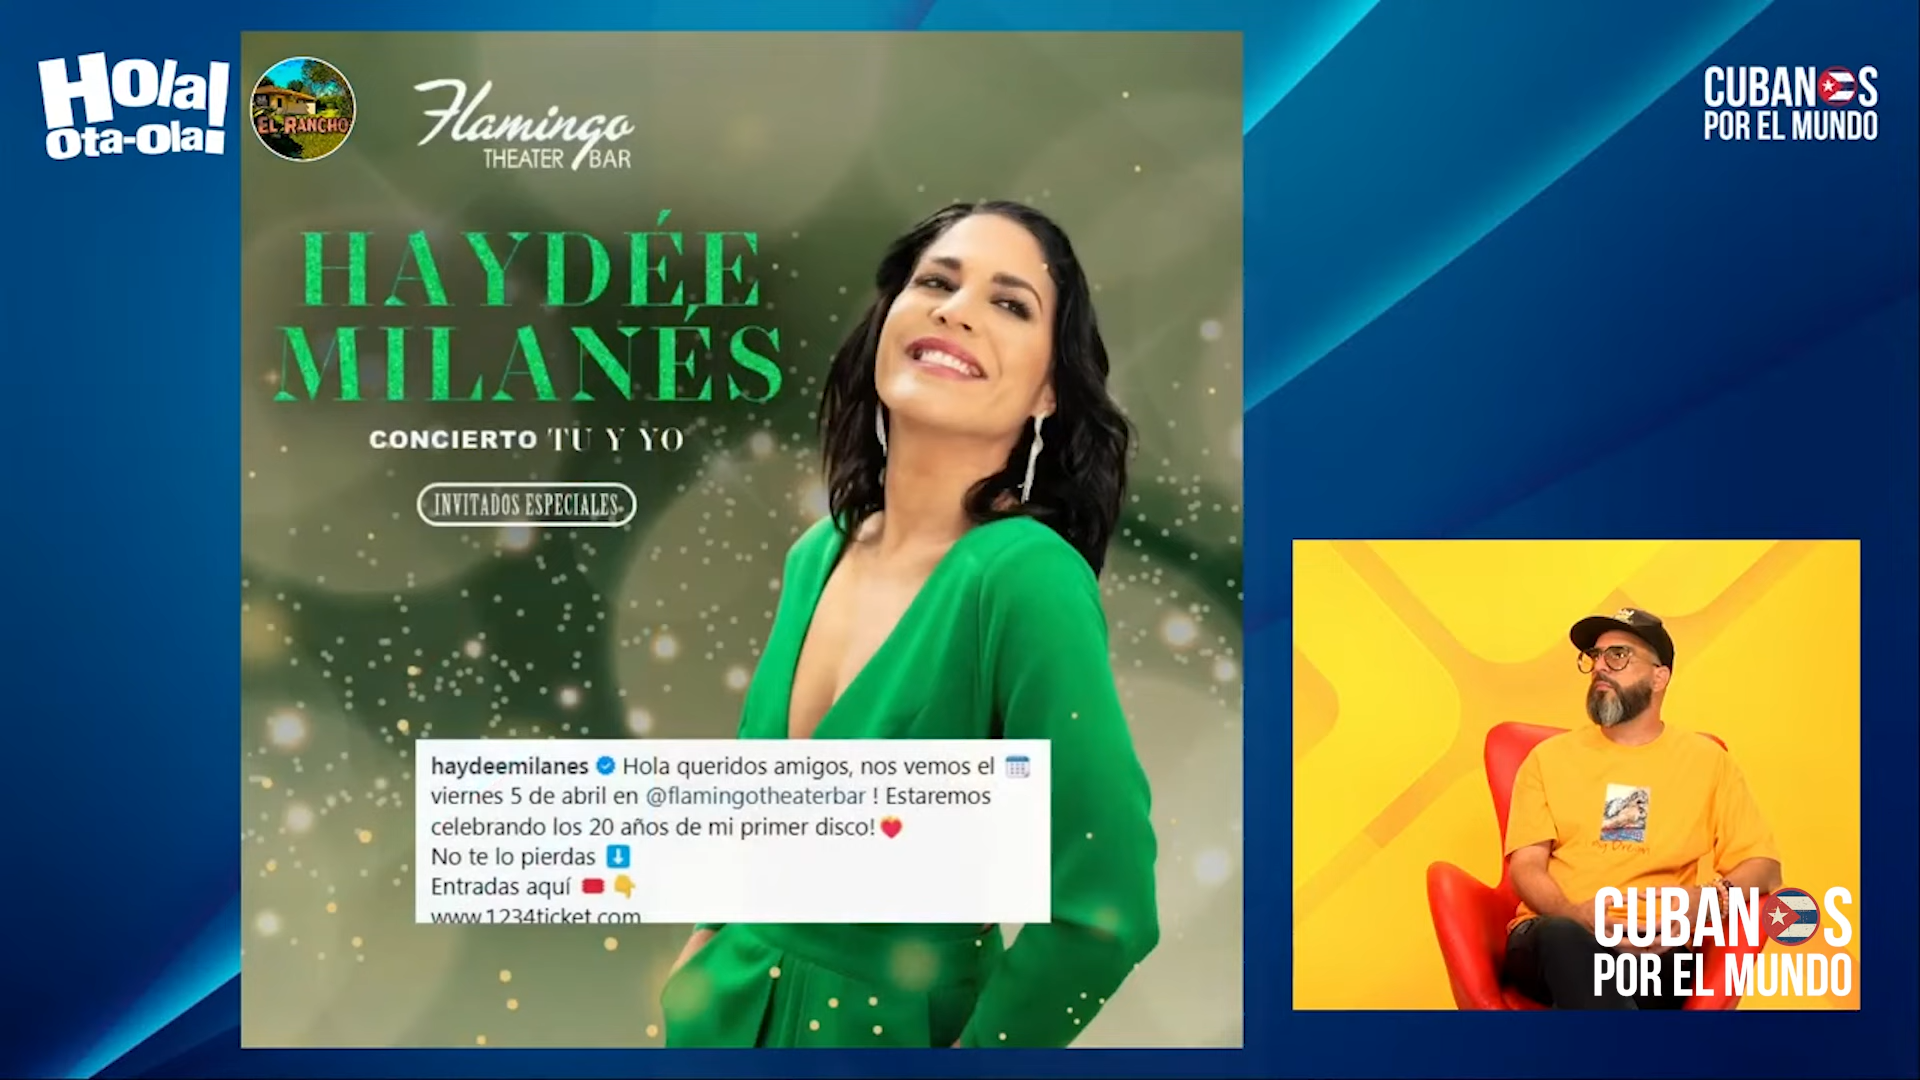 Hola!
Ota-Ola!
EL RANCHO
Flamingo
THEATER BAR
HAYDÉE
MILANÉS
CONCIERTO TU Y YO
INVITADOS ESPECIALES
haydeemilanes Hola queridos amigos, nos vemos el
viernes 5 de abril en @flamingotheaterbar ! Estaremos
celebrando los 20 años de mi primer disco!
No te lo pierdas
Entradas aquí
www.1234ticket.com
CUBANOS
POR EL MUNDO
CUBANOS
POR EL MUNDO